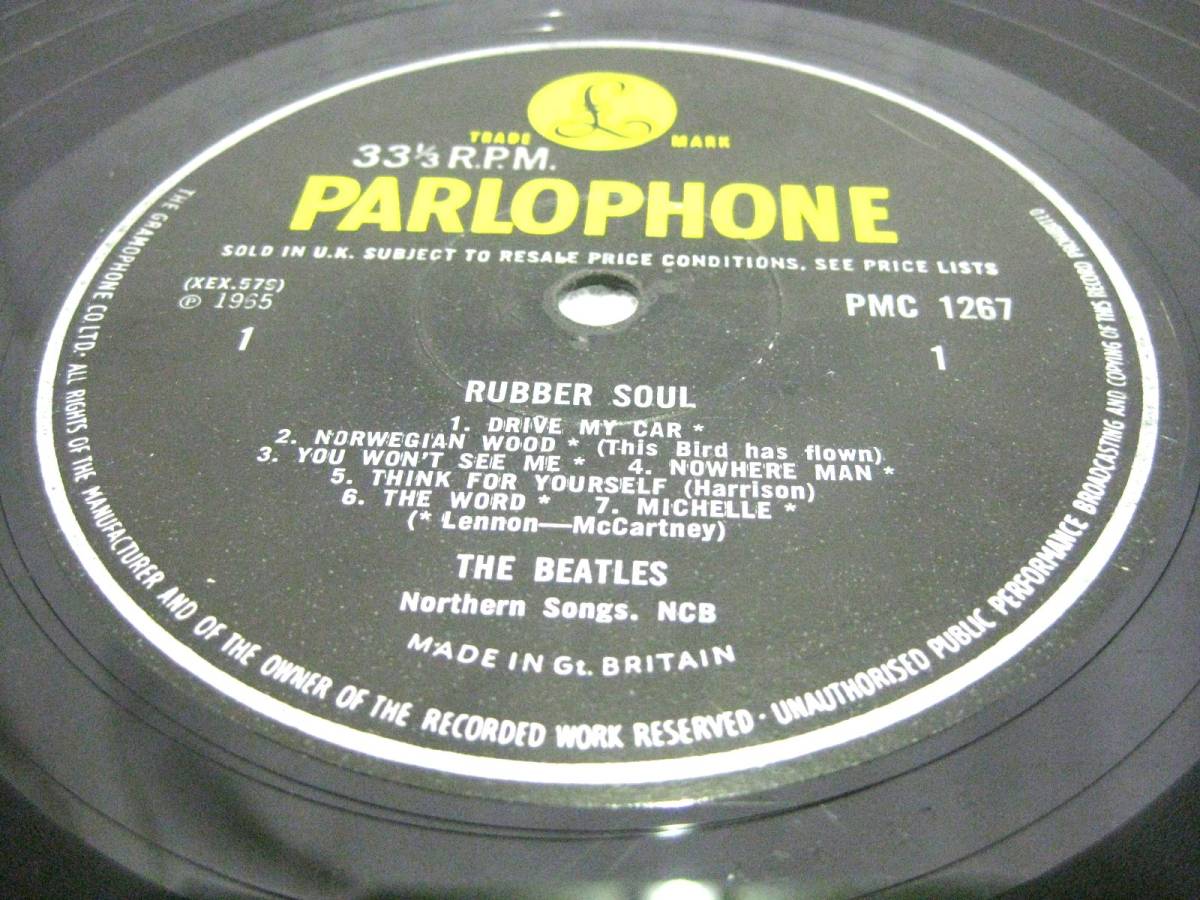 £
TRADE MARK
33⅓ R.P.M.
PARLOPHONE
SOLD IN U.K. SUBJECT TO RESALE PRICE CONDITIONS, SEE PRICE LISTS
(XEX.579)
℗ 1965
1
PMC 1267
1
RUBBER SOUL
1. DRIVE MY CAR *
2. NORWEGIAN WOOD * (This Bird has flown)
3. YOU WON'T SEE ME * 4. NOWHERE MAN *
5. THINK FOR YOURSELF (Harrison)
6. THE WORD * 7. MICHELLE *
(* Lennon—McCartney)
THE BEATLES
Northern Songs. NCB
MADE IN Gt. BRITAIN
THE GRAMOPHONE CO. LTD. ALL RIGHTS OF THE MANUFACTURER AND OF THE OWNER OF THE RECORDED WORK RESERVED · UNAUTHORISED PUBLIC PERFORMANCE BROADCASTING AND COPYING OF THIS RECORD PROHIBITED